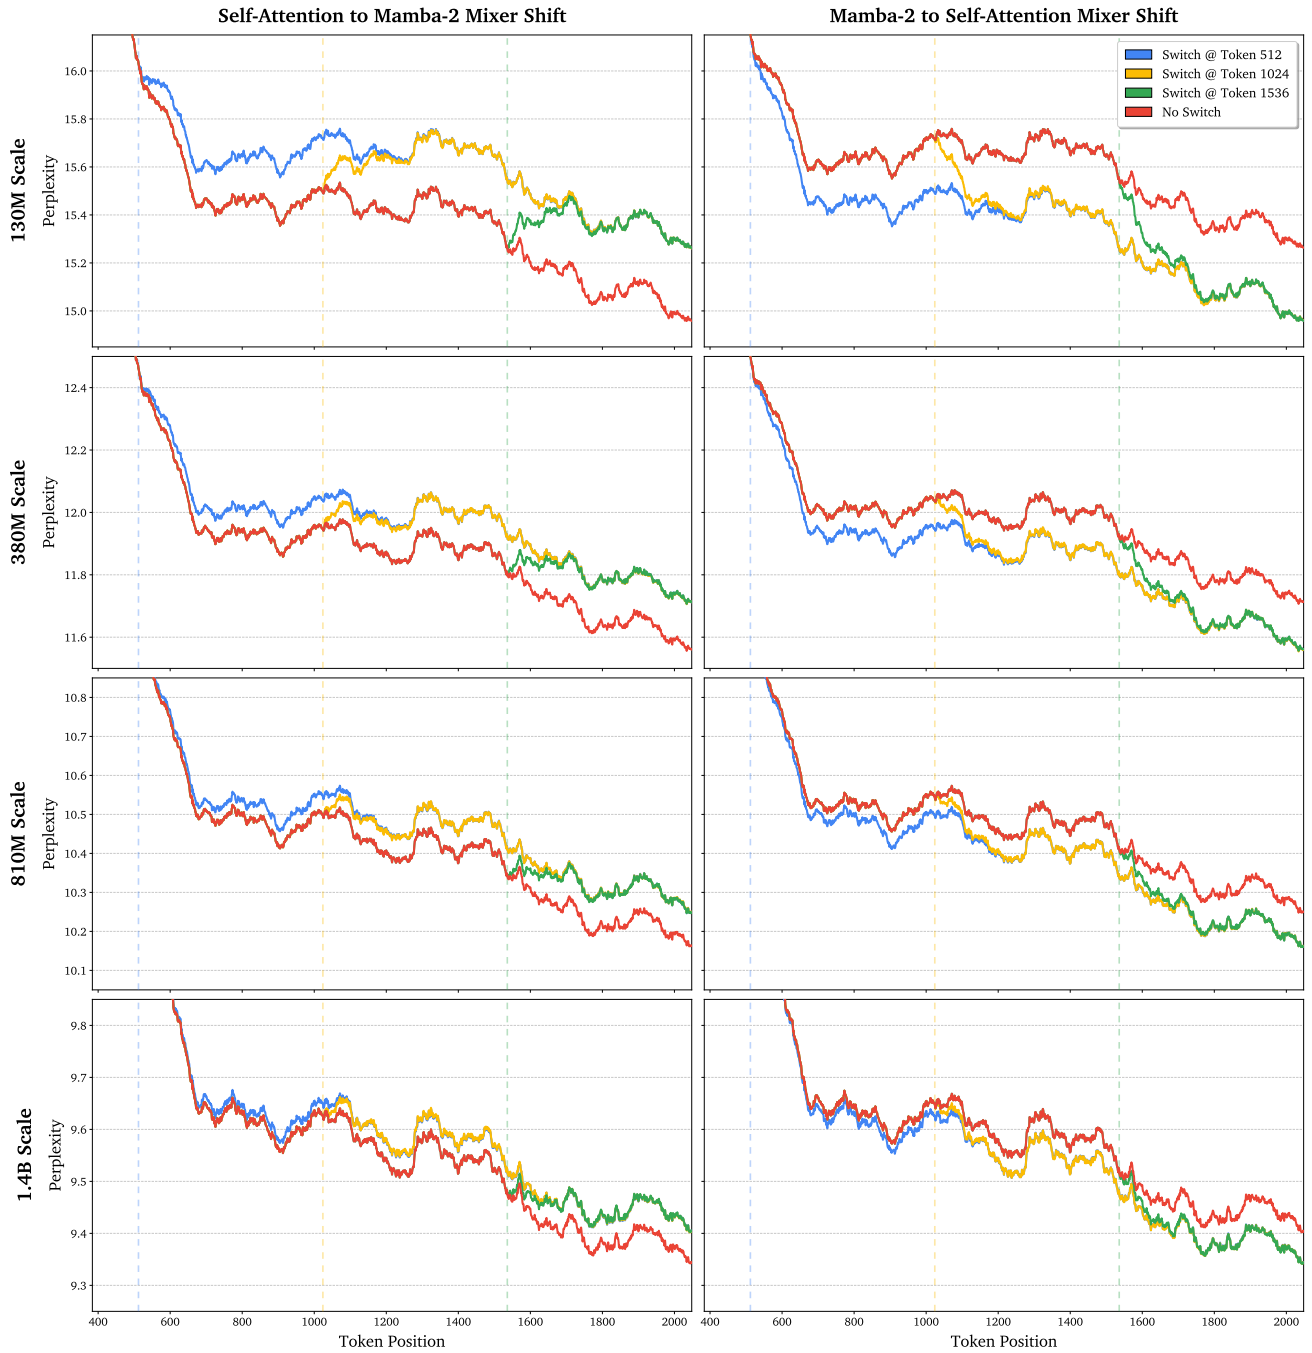 Self-Attention to Mamba-2 Mixer Shift
Mamba-2 to Self-Attention Mixer Shift
130M Scale
Perplexity
16.0
15.8
15.6
15.4
15.2
15.0
Switch @ Token 512
Switch @ Token 1024
Switch @ Token 1536
No Switch
380M Scale
Perplexity
12.4
12.2
12.0
11.8
11.6
810M Scale
Perplexity
10.8
10.7
10.6
10.5
10.4
10.3
10.2
10.1
1.4B Scale
Perplexity
9.8
9.7
9.6
9.5
9.4
9.3
400 600 800 1000 1200 1400 1600 1800 2000
400 600 800 1000 1200 1400 1600 1800 2000
Token Position
Token Position